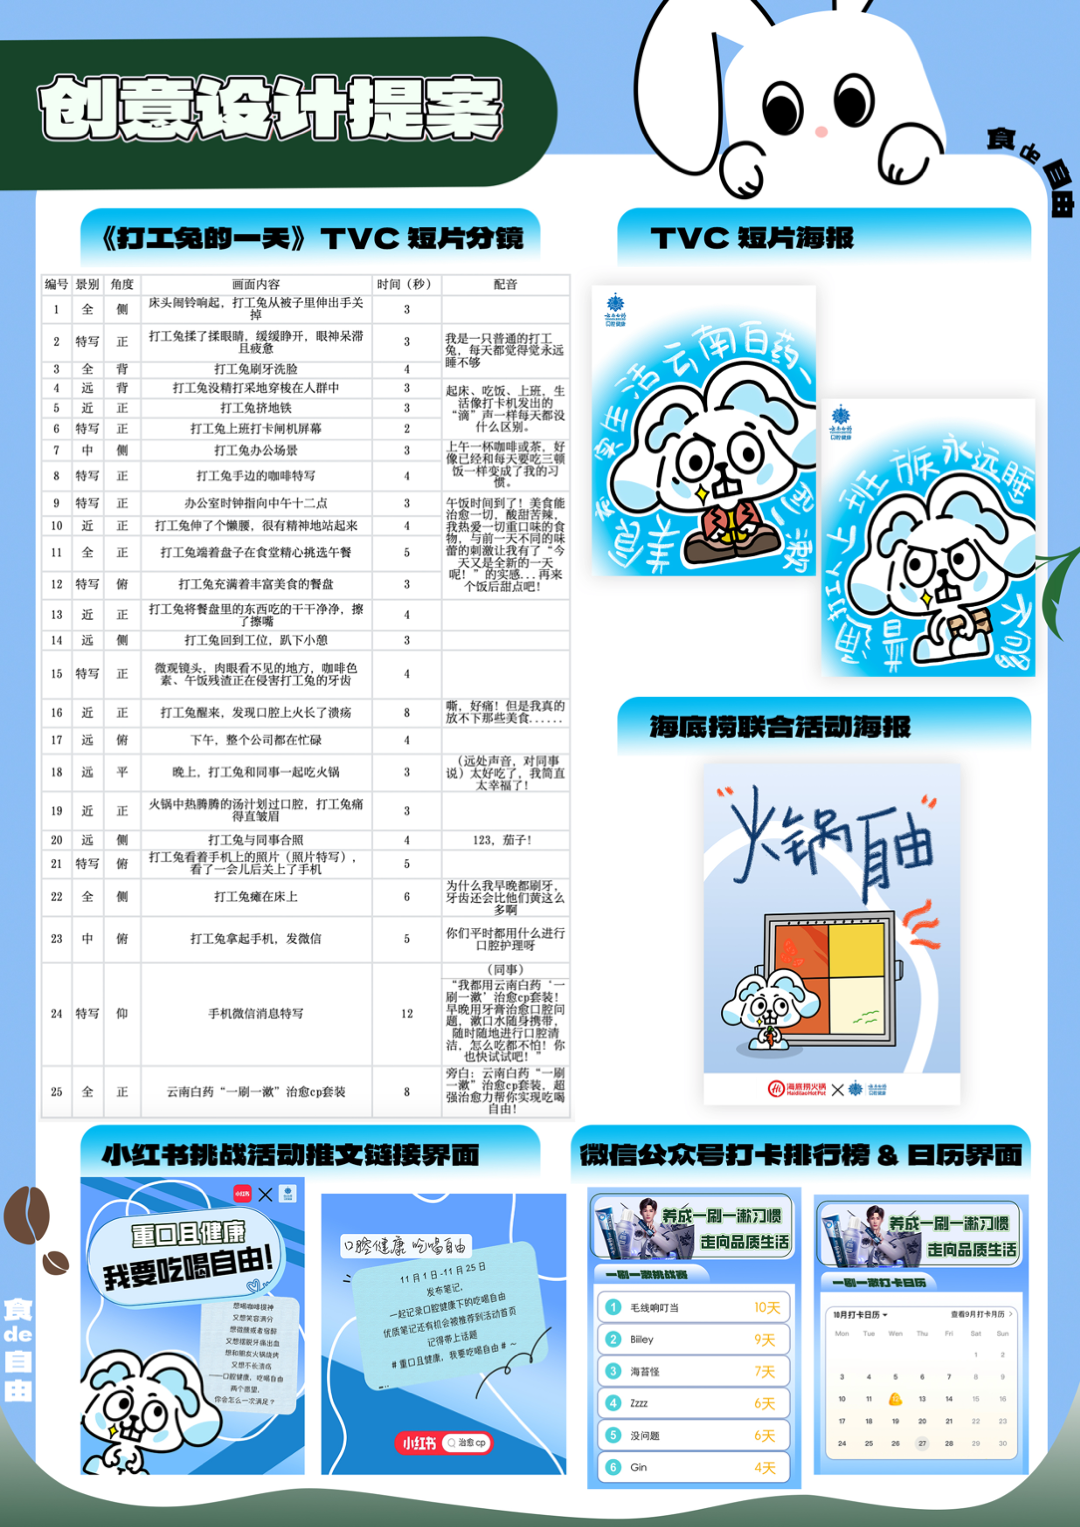 创意设计提案
食de自由
《打工兔的一天》TVC 短片分镜
编号 景别 角度 画面内容 时间（秒） 配音
1 全 侧 床头闹铃响起，打工兔从被子里伸出手关掉 3
2 特写 正 打工兔揉了揉眼睛，缓缓睁开，眼神呆滞且疲惫 3
我是一只普通的打工兔，每天都觉得觉永远睡不够
3 全 背 打工兔刷牙洗脸 4
4 远 背 打工兔没精打采地穿梭在人群中 3
起床、吃饭、上班，生活像打卡机发出的“滴”声一样每天都没什么区别。
5 近 正 打工兔挤地铁 3
6 特写 正 打工兔上班打卡闸机屏幕 2
7 中 侧 打工兔办公场景 3
上午一杯咖啡或茶，好像已经和每天要吃三顿饭一样变成了我的习惯。
8 特写 正 打工兔手边的咖啡特写 4
9 特写 正 办公室时钟指向中午十二点 3
午饭时间到了！美食能治愈一切，酸甜苦辣，我热爱一切重口味的食物，与前一天不同的味蕾的刺激让我有了“今天又是全新的一天呢！”的实感...再来个饭后甜点吧！
10 近 正 打工兔伸了个懒腰，很有精神地站起来 4
11 全 正 打工兔端着盘子在食堂精心挑选午餐 5
12 特写 俯 打工兔充满着丰富美食的餐盘 3
13 近 正 打工兔将餐盘里的东西吃的干干净净，擦了擦嘴 4
14 远 侧 打工兔回到工位，趴下小憩 3
15 特写 正 微观镜头，肉眼看不见的地方，咖啡色素、午饭残渣正在侵害打工兔的牙齿 4
16 近 正 打工兔醒来，发现口腔上火长了溃疡 8 嘶，好痛！但是我真的放不下那些美食......
17 远 俯 下午，整个公司都在忙碌 4
18 远 平 晚上，打工兔和同事一起吃火锅 3 （远处声音，对同事说）太好吃了，我简直太幸福了！
19 近 正 火锅中热腾腾的汤汁划过口腔，打工兔痛得直皱眉 3
20 远 侧 打工兔与同事合照 4 123，茄子！
21 特写 俯 打工兔看着手机上的照片（照片特写），看了一会儿后关上了手机 5
22 全 侧 打工兔瘫在床上 6 为什么我早晚都刷牙，牙齿还会比他们黄这么多啊
23 中 俯 打工兔拿起手机，发微信 5 你们平时都用什么进行口腔护理呀
24 特写 仰 手机微信消息特写 12 （同事）
“我都用云南白药‘一刷一漱’治愈cp套装！早晚用牙膏治愈口腔问题，漱口水随身携带，随时随地进行口腔清洁，怎么吃都不怕！你也快试试吧！”
25 全 正 云南白药“一刷一漱”治愈cp套装 8 旁白：云南白药“一刷一漱”治愈cp套装，超强治愈力帮你实现吃喝自由！
TVC 短片海报
云南白药
口腔健康
生活云南白药一
美食
云南白药
口腔健康
打工人上班族永远睡不够
海底捞联合活动海报
“火锅自由”
Hi 海底捞火锅
Haidilao Hot Pot
X
云南白药
口腔健康
小红书挑战活动推文链接界面
小红书 X
重口且健康
我要吃喝自由！
想喝咖啡提神
又想笑容满分
想摆脱牙痛出血
想和朋友火锅烧烤
又想不长溃疡
——口腔健康，吃喝自由
两个愿望，
你会怎么一次满足？
口腔健康 吃喝自由
11月1日-11月25日
发布笔记，
一起记录口腔健康下的吃喝自由
优质笔记还有机会被推荐到活动首页
记得带上话题
#重口且健康，我要吃喝自由#~
小红书 治愈cp
微信公众号打卡排行榜 & 日历界面
养成一刷一漱习惯
走向品质生活
一刷一漱挑战赛
1 毛线响叮当 10天
2 Biiley 9天
3 海苔怪 7天
4 Zzzz 6天
5 没问题 6天
6 Gin 4天
养成一刷一漱习惯
走向品质生活
一刷一漱打卡日历
10月打卡日历 查看9月打卡月历 >
Mon Tue Wen Thu Fri Sat Sun
1 2
3 4 5 6 7 8 9
10 11 13 14 15 16
17 18 19 20 21 22 23
24 25 26 27 28 29 30
食
de
自
由